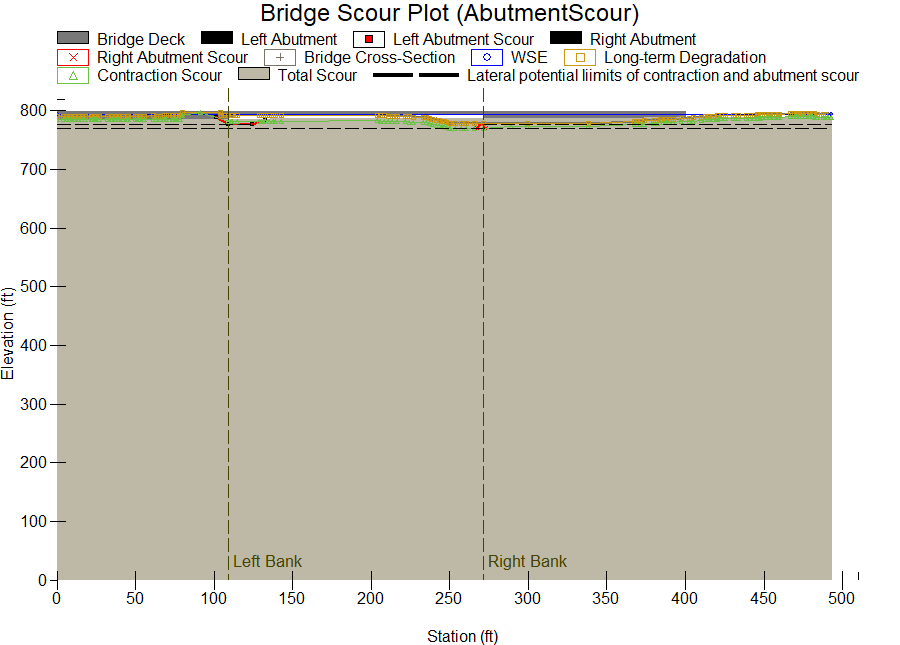 Bridge Scour Plot (AbutmentScour)
Bridge Deck Left Abutment Left Abutment Scour Right Abutment
Right Abutment Scour Bridge Cross-Section WSE Long-term Degradation
Contraction Scour Total Scour Lateral potential liimits of contraction and abutment scour
800
700
600
500
400
300
200
100
0
Elevation (ft)
Left Bank Right Bank
0 50 100 150 200 250 300 350 400 450 500
Station (ft)